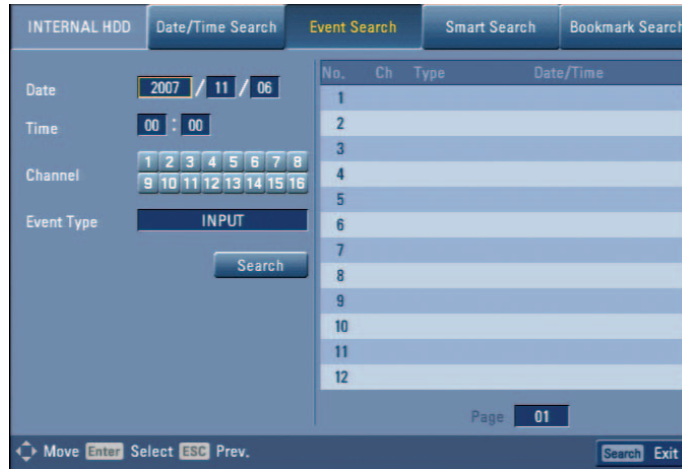 INTERNAL HDD Date/Time Search Event Search Smart Search Bookmark Search
Date 2007 / 11 / 06
Time 00 : 00
Channel 1 2 3 4 5 6 7 8
9 10 11 12 13 14 15 16
Event Type INPUT
Search
No. Ch Type Date/Time
1
2
3
4
5
6
7
8
9
10
11
12
Page 01
Move Enter Select ESC Prev. Search Exit